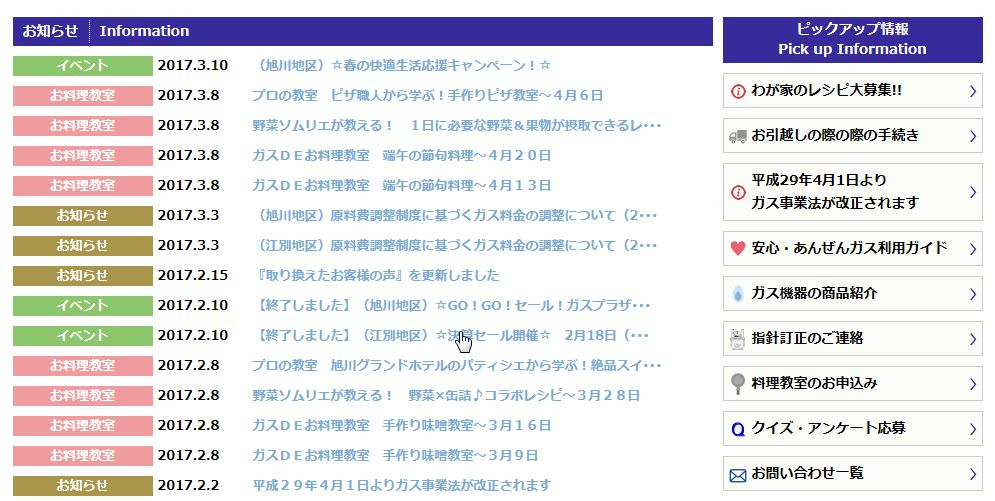 お知らせ Information
イベント 2017.3.10 （旭川地区）☆春の快適生活応援キャンペーン！☆
お料理教室 2017.3.8 プロの教室　ピザ職人から学ぶ！手作りピザ教室～４月６日
お料理教室 2017.3.8 野菜ソムリエが教える！　１日に必要な野菜＆果物が摂取できるレ･･･
お料理教室 2017.3.8 ガスＤＥお料理教室　端午の節句料理～４月２０日
お料理教室 2017.3.8 ガスＤＥお料理教室　端午の節句料理～４月１３日
お知らせ 2017.3.3 （旭川地区）原料費調整制度に基づくガス料金の調整について（2･･･
お知らせ 2017.3.3 （江別地区）原料費調整制度に基づくガス料金の調整について（2･･･
お知らせ 2017.2.15 『取り換えたお客様の声』を更新しました
イベント 2017.2.10 【終了しました】（旭川地区）☆GO！GO！セール！ガスプラザ･･･
イベント 2017.2.10 【終了しました】（江別地区）☆決算セール開催☆　2月18日（･･･
お料理教室 2017.2.8 プロの教室　旭川グランドホテルのパティシエから学ぶ！絶品スイ･･･
お料理教室 2017.2.8 野菜ソムリエが教える！　野菜×缶詰♪コラボレシピ～３月２８日
お料理教室 2017.2.8 ガスＤＥお料理教室　手作り味噌教室～３月１６日
お料理教室 2017.2.8 ガスＤＥお料理教室　手作り味噌教室～３月９日
お知らせ 2017.2.2 平成２９年４月１日よりガス事業法が改正されます
ピックアップ情報
Pick up Information
わが家のレシピ大募集!!
お引越しの際の際の手続き
平成29年4月1日より
ガス事業法が改正されます
安心・あんぜんガス利用ガイド
ガス機器の商品紹介
指針訂正のご連絡
料理教室のお申込み
クイズ・アンケート応募
お問い合わせ一覧